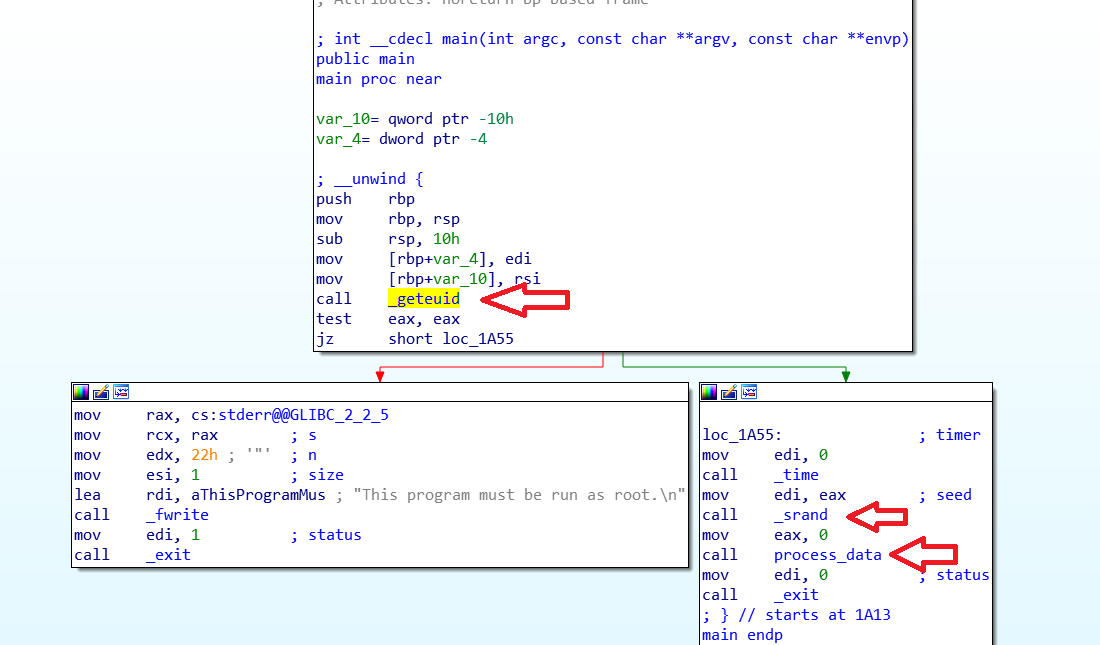 ; Attributes: noreturn bp-based frame
; int __cdecl main(int argc, const char **argv, const char **envp)
public main
main proc near
var_10= qword ptr -10h
var_4= dword ptr -4
; __unwind {
push rbp
mov rbp, rsp
sub rsp, 10h
mov [rbp+var_4], edi
mov [rbp+var_10], rsi
call _geteuid
test eax, eax
jz short loc_1A55
mov rax, cs:stderr@@GLIBC_2_2_5
mov rcx, rax ; s
mov edx, 22h ; '"' ; n
mov esi, 1 ; size
lea rdi, aThisProgramMus ; "This program must be run as root.\n"
call _fwrite
mov edi, 1 ; status
call _exit
loc_1A55: ; timer
mov edi, 0
call _time
mov edi, eax ; seed
call _srand
mov eax, 0
call process_data
mov edi, 0 ; status
call _exit
; } // starts at 1A13
main endp